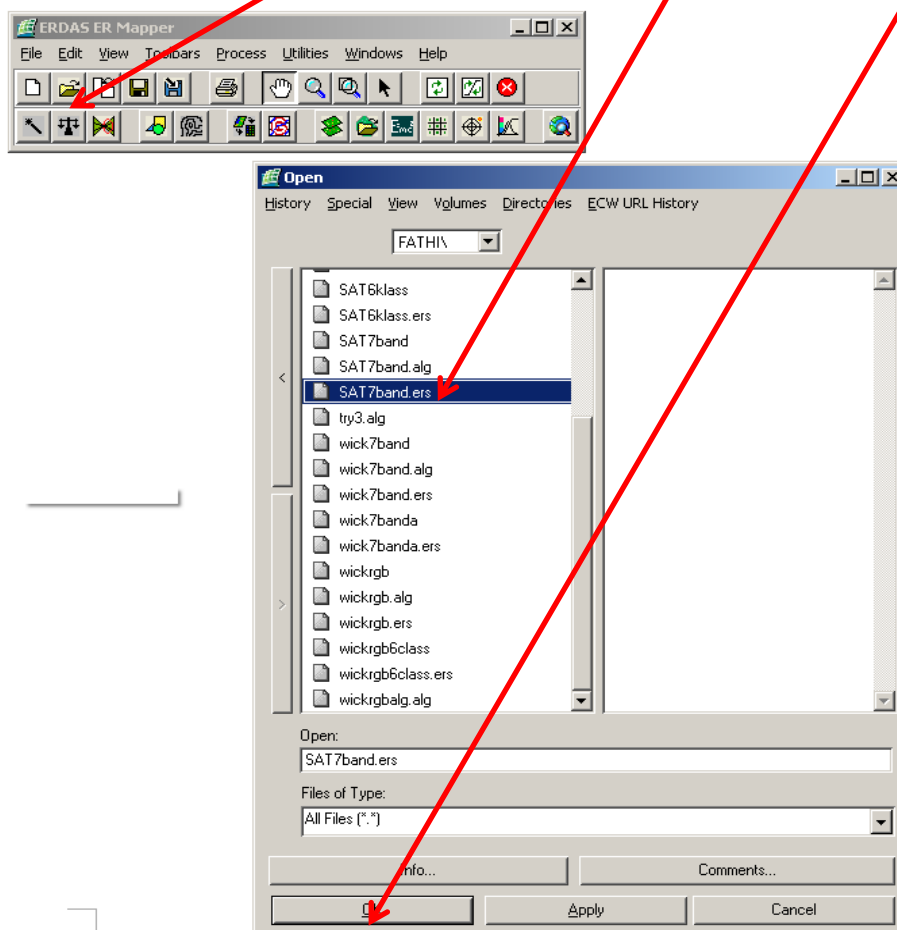 ERDAS ER Mapper
File Edit View Toolbars Process Utilities Windows Help
Emc
Open
History Special View Volumes Directories ECW URL History
FATHI\
SAT6klass
SAT6klass.ers
SAT7band
SAT7band.alg
<
SAT7band.ers
try3.alg
wick7band
wick7band.alg
wick7band.ers
wick7banda
wick7banda.ers
wickrgb
wickrgb.alg
>
wickrgb.ers
wickrgb6class
wickrgb6class.ers
wickrgbalg.alg
Open:
SAT7band.ers
Files of Type:
All Files (*.*)
Info... Comments...
OK Apply Cancel